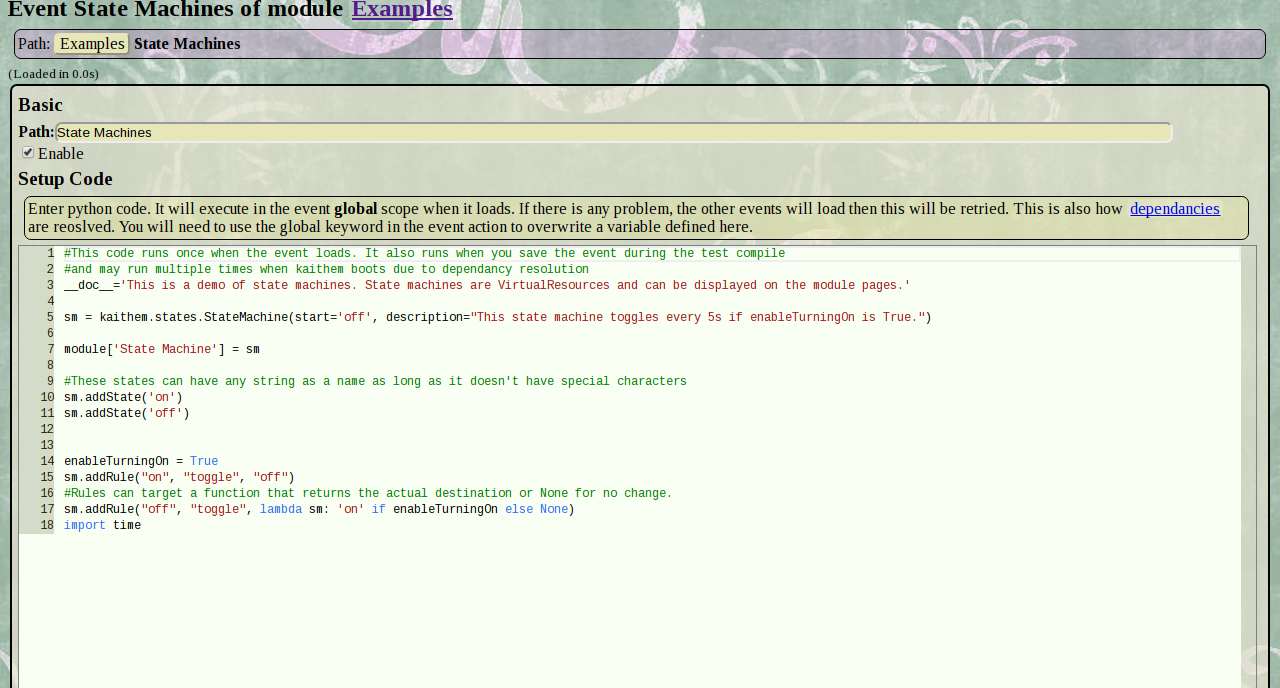 Event State Machines of module Examples
Path: Examples State Machines
(Loaded in 0.0s)
Basic
Path:State Machines
Enable
Setup Code
Enter python code. It will execute in the event global scope when it loads. If there is any problem, the other events will load then this will be retried. This is also how dependancies
are reoslved. You will need to use the global keyword in the event action to overwrite a variable defined here.
1 #This code runs once when the event loads. It also runs when you save the event during the test compile
2 #and may run multiple times when kaithem boots due to dependancy resolution
3 __doc__='This is a demo of state machines. State machines are VirtualResources and can be displayed on the module pages.'
4
5 sm = kaithem.states.StateMachine(start='off', description="This state machine toggles every 5s if enableTurningOn is True.")
6
7 module['State Machine'] = sm
8
9 #These states can have any string as a name as long as it doesn't have special characters
10 sm.addState('on')
11 sm.addState('off')
12
13
14 enableTurningOn = True
15 sm.addRule("on", "toggle", "off")
16 #Rules can target a function that returns the actual destination or None for no change.
17 sm.addRule("off", "toggle", lambda sm: 'on' if enableTurningOn else None)
18 import time